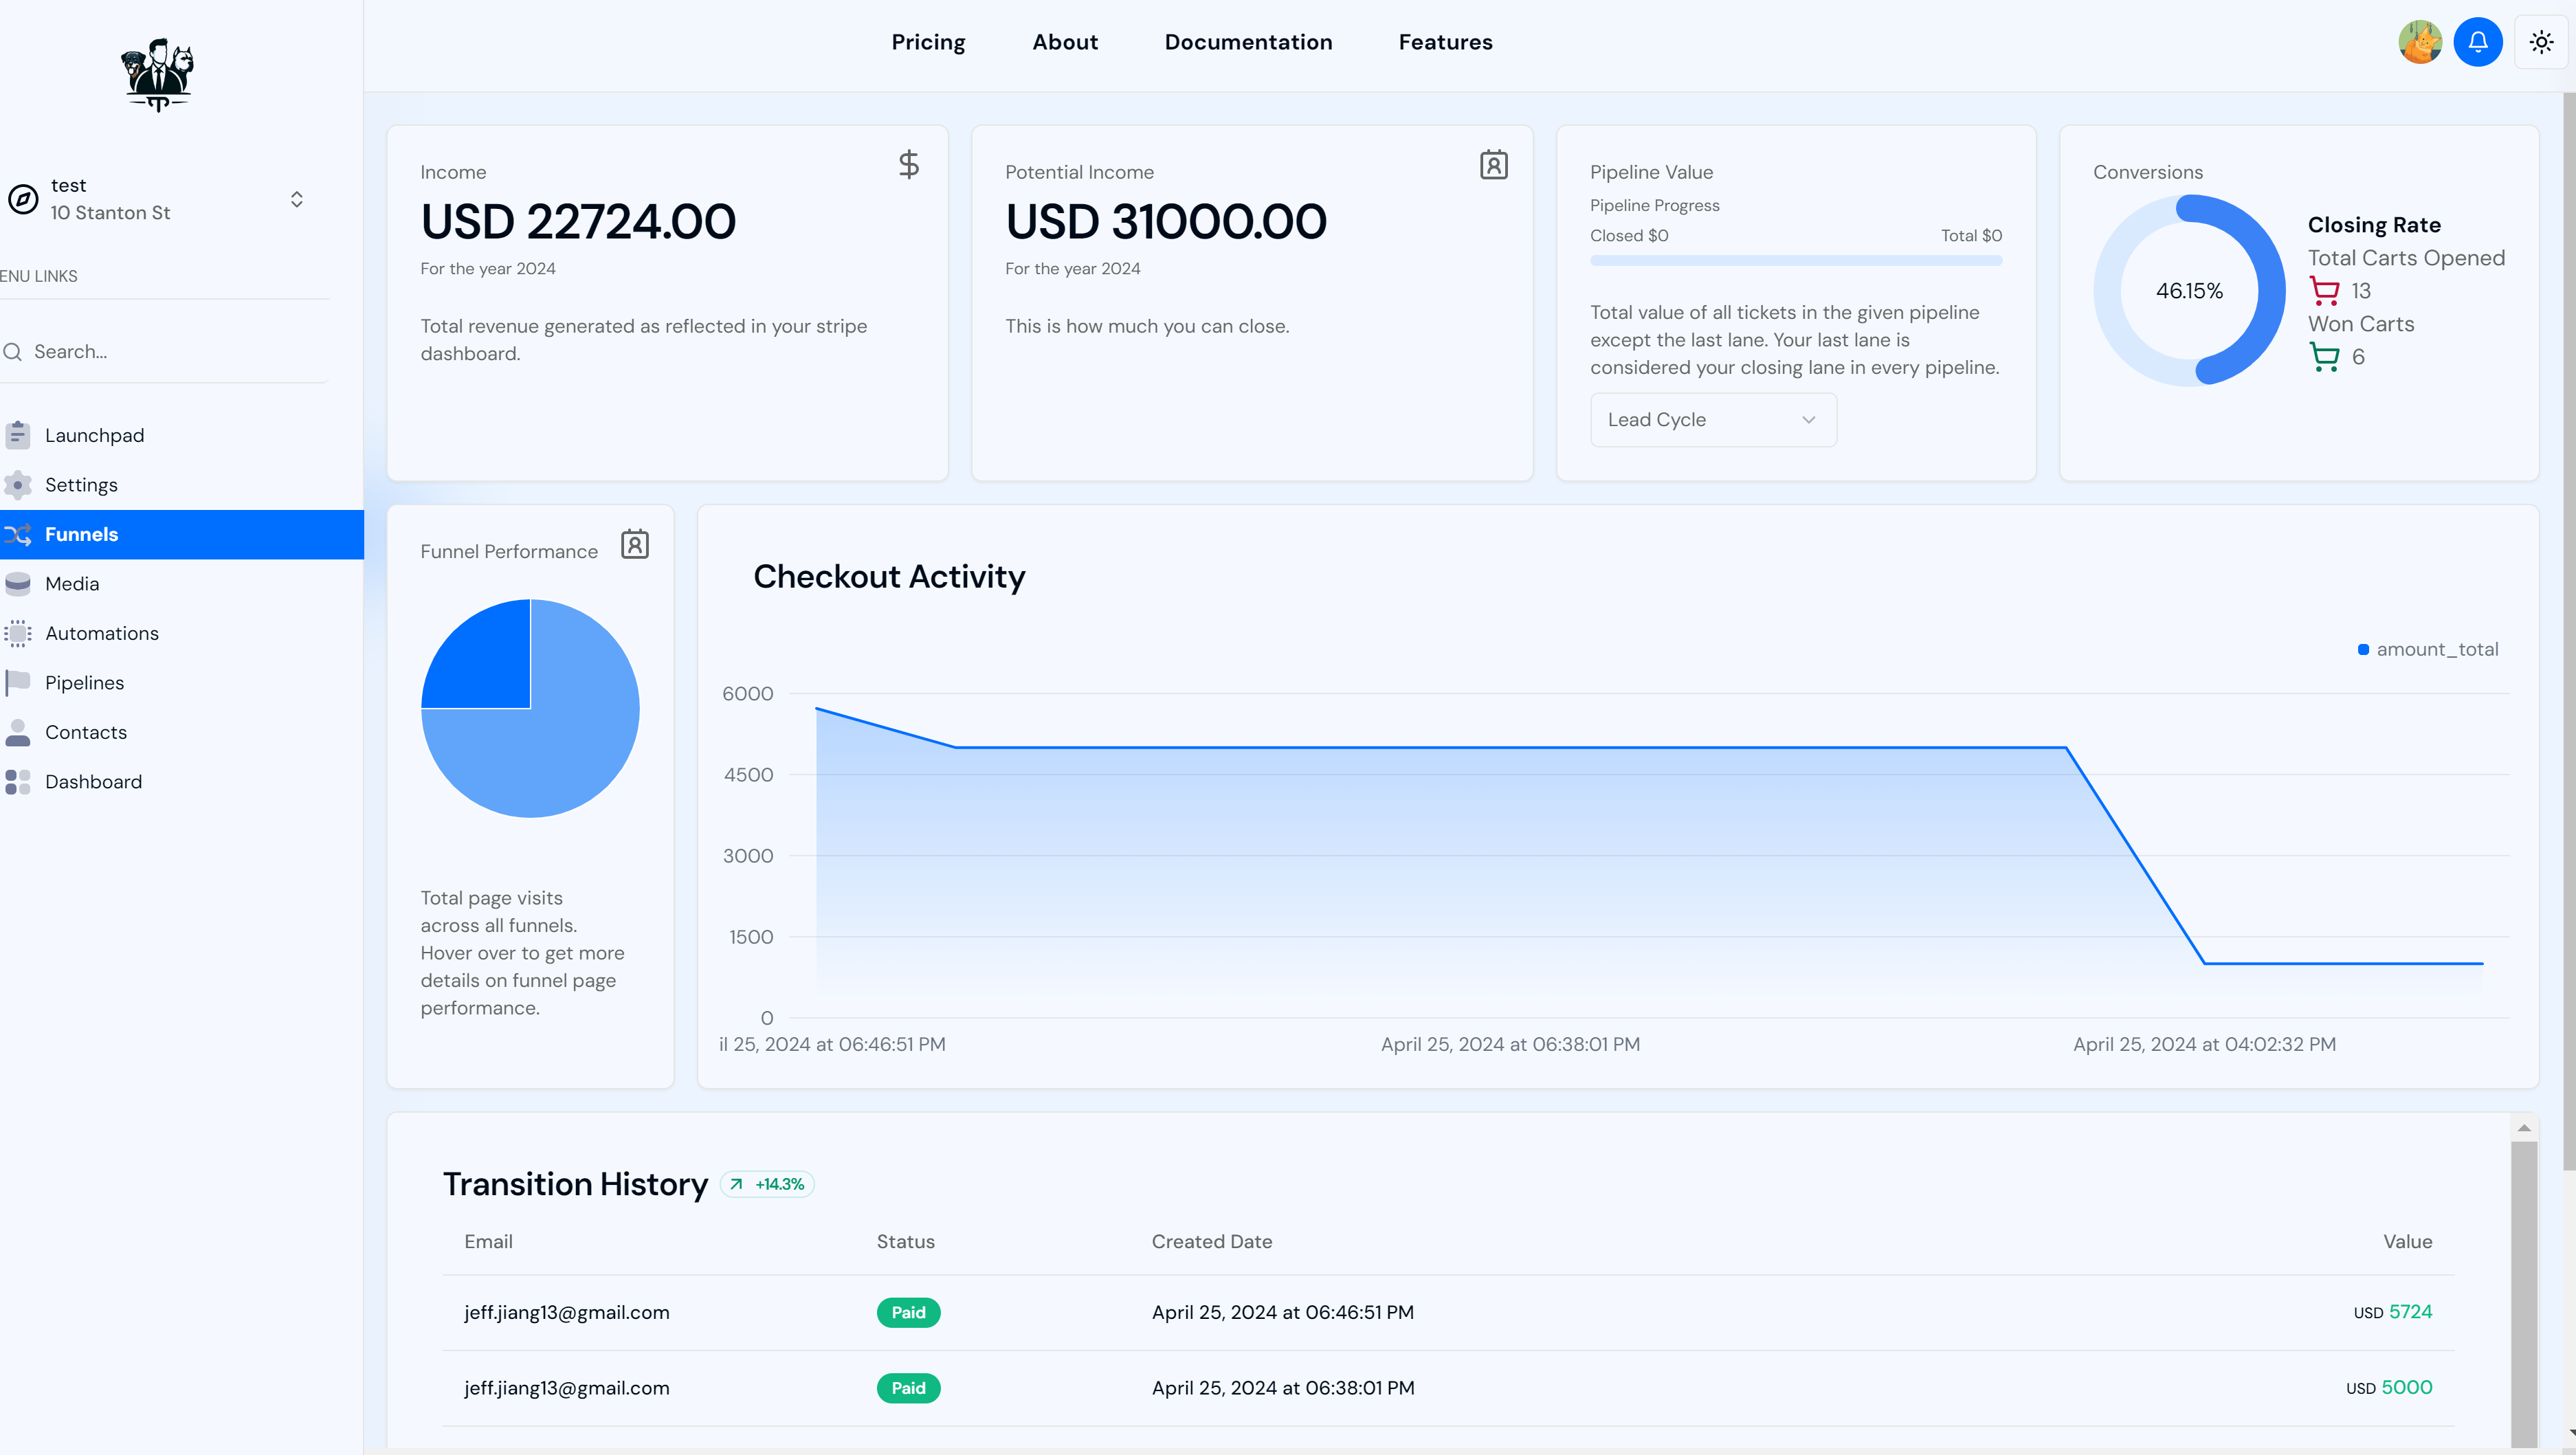 Pricing About Documentation Features
test
10 Stanton St
ENU LINKS
Search...
Launchpad
Settings
Funnels
Media
Automations
Pipelines
Contacts
Dashboard
Income
USD 22724.00
For the year 2024
Total revenue generated as reflected in your stripe
dashboard.
Potential Income
USD 31000.00
For the year 2024
This is how much you can close.
Pipeline Value
Pipeline Progress
Closed $0 Total $0
Total value of all tickets in the given pipeline
except the last lane. Your last lane is
considered your closing lane in every pipeline.
Lead Cycle
Conversions
46.15%
Closing Rate
Total Carts Opened
13
Won Carts
6
Funnel Performance
Total page visits
across all funnels.
Hover over to get more
details on funnel page
performance.
Checkout Activity
amount_total
6000
4500
3000
1500
0
il 25, 2024 at 06:46:51 PM April 25, 2024 at 06:38:01 PM April 25, 2024 at 04:02:32 PM
Transition History +14.3%
Email Status Created Date Value
jeff.jiang13@gmail.com Paid April 25, 2024 at 06:46:51 PM USD 5724
jeff.jiang13@gmail.com Paid April 25, 2024 at 06:38:01 PM USD 5000